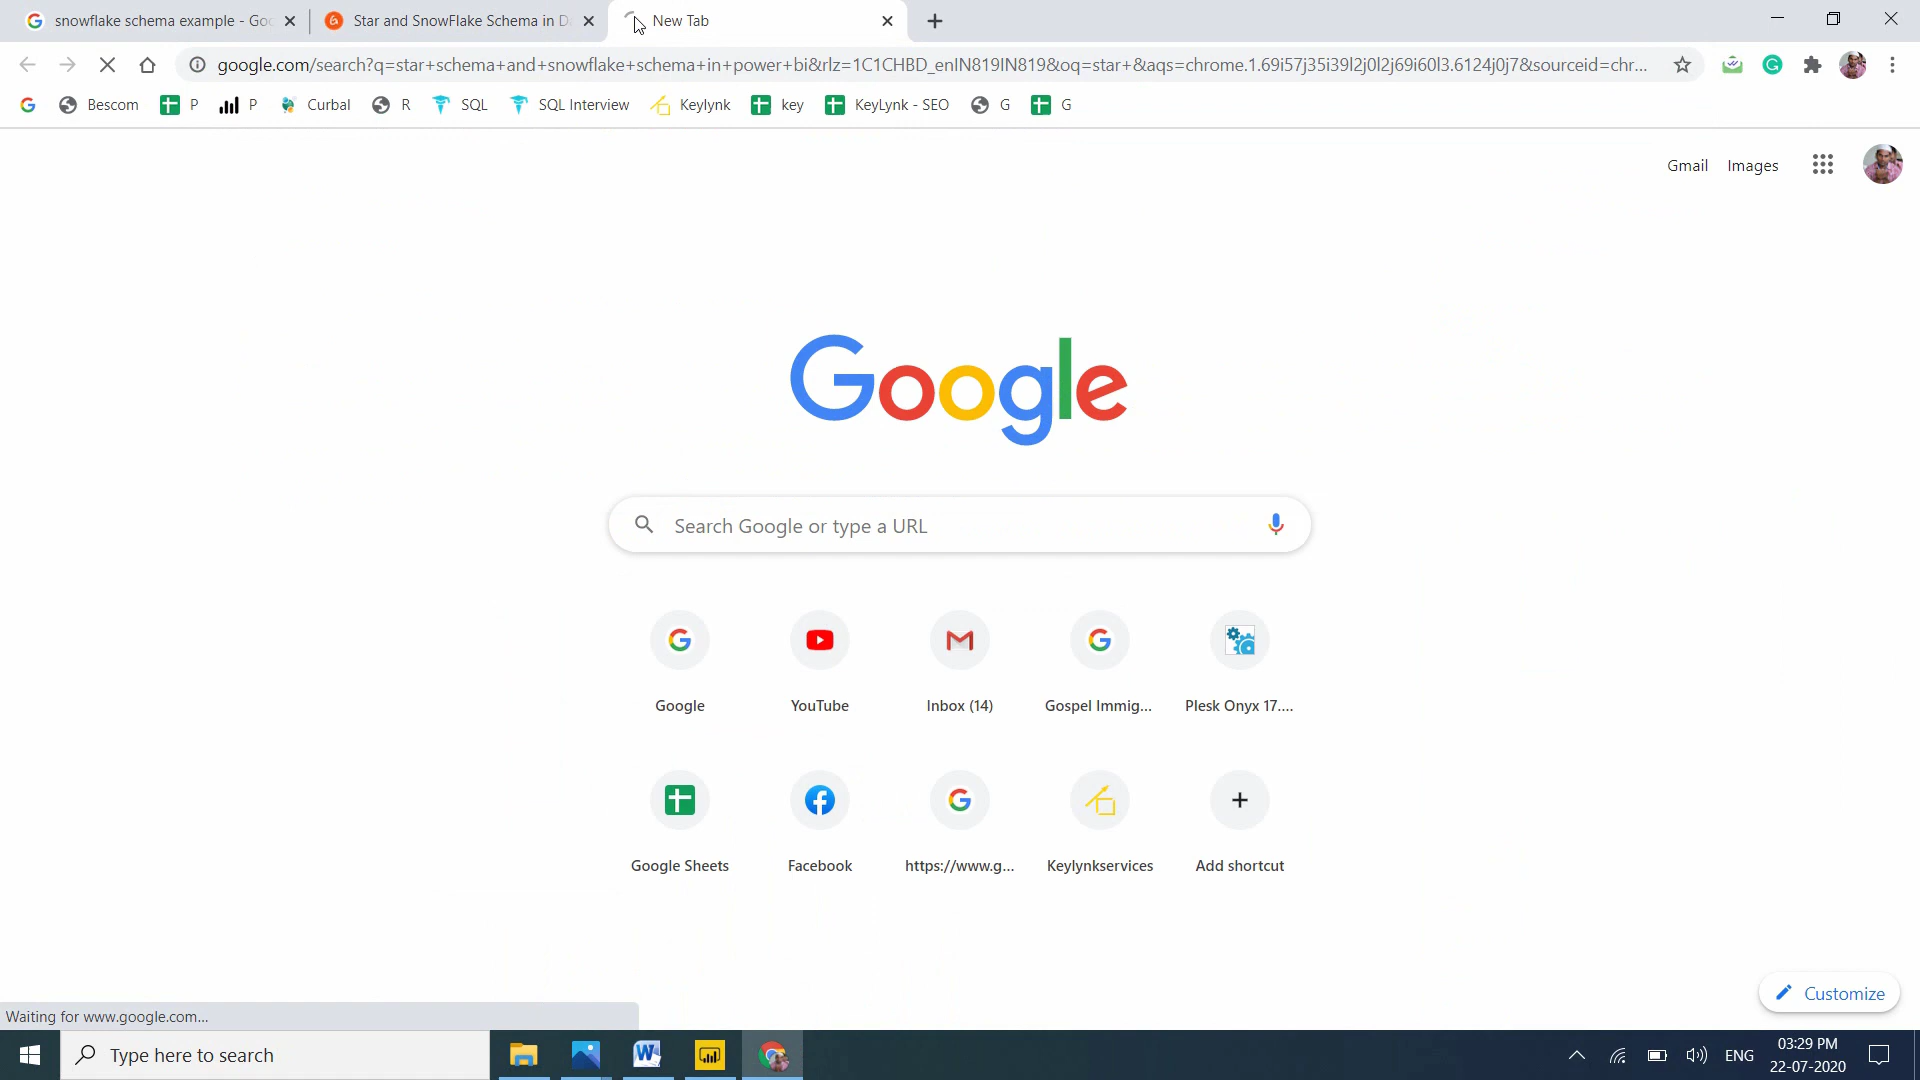 snowflake schema example - Goo
Star and SnowFlake Schema in D
New Tab
google.com/search?q=star+schema+and+snowflake+schema+in+power+bi&rlz=1C1CHBD_enIN819IN819&oq=star+&aqs=chrome.1.69i57j35i39l2j0l2j69i60l3.6124j0j7&sourceid=chr...
Bescom P P Curbal R SQL SQL Interview Keylynk key KeyLynk - SEO G G
Gmail Images
Google
Search Google or type a URL
Google YouTube Inbox (14) Gospel Immig... Plesk Onyx 17....
Google Sheets Facebook https://www.g... Keylynkservices Add shortcut
Customize
Waiting for www.google.com...
Type here to search
ENG
03:29 PM
22-07-2020